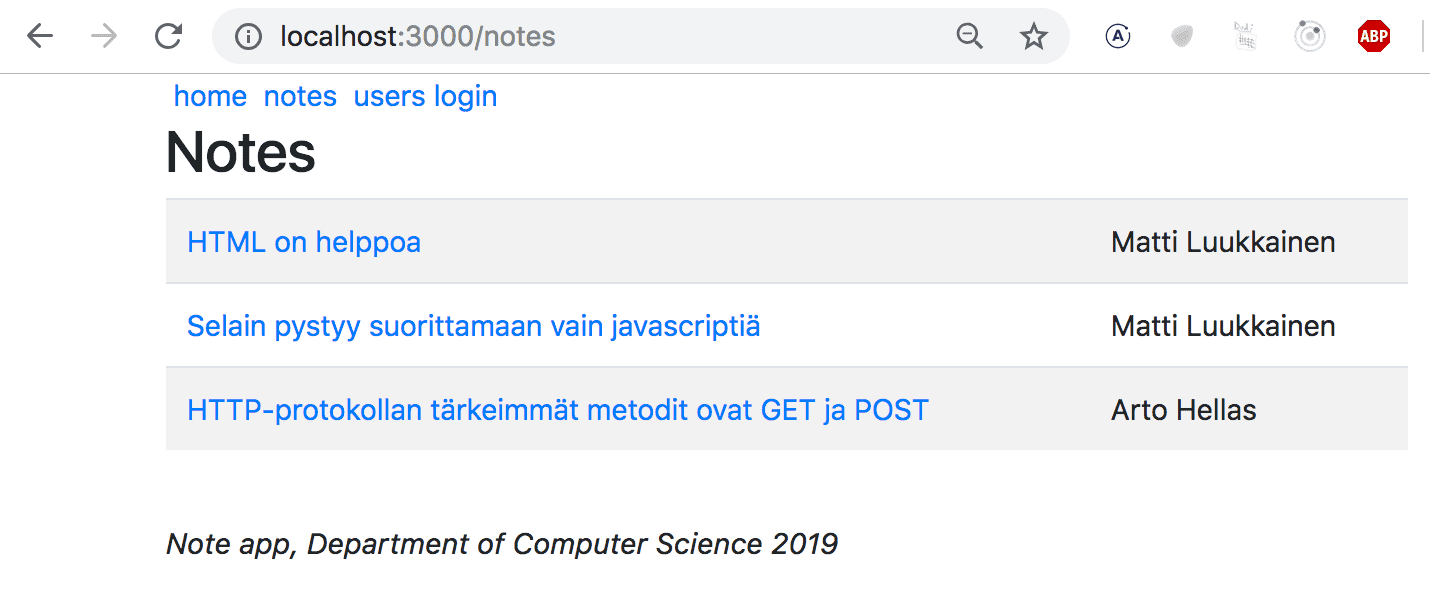 localhost:3000/notes
A
ABP
home notes users login
Notes
HTML on helppoa Matti Luukkainen
Selain pystyy suorittamaan vain javascriptiä Matti Luukkainen
HTTP-protokollan tärkeimmät metodit ovat GET ja POST Arto Hellas
Note app, Department of Computer Science 2019